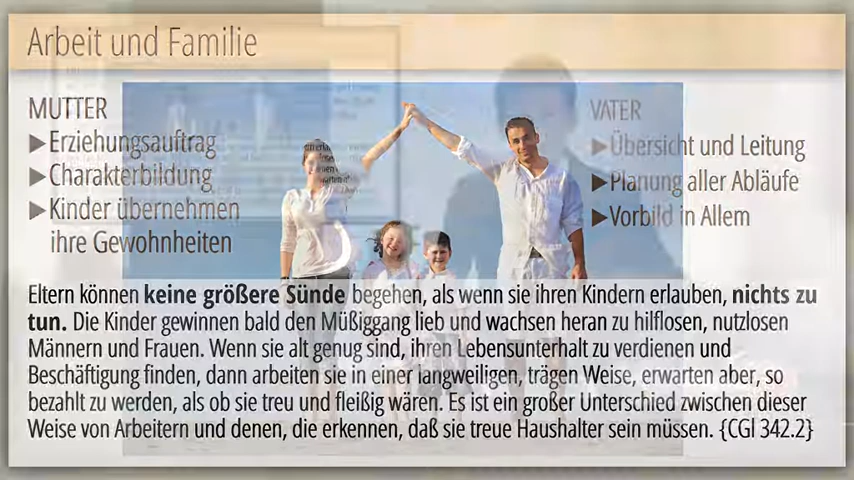 Arbeit und Familie
MUTTER
▶Erziehungsauftrag
▶Charakterbildung
▶Kinder übernehmen
ihre Gewohnheiten
VATER
▶Übersicht und Leitung
▶Planung aller Abläufe
▶Vorbild in Allem
Eltern können keine größere Sünde begehen, als wenn sie ihren Kindern erlauben, nichts zu
tun. Die Kinder gewinnen bald den Müßiggang lieb und wachsen heran zu hilflosen, nutzlosen
Männern und Frauen. Wenn sie alt genug sind, ihren Lebensunterhalt zu verdienen und
Beschäftigung finden, dann arbeiten sie in einer langweiligen, trägen Weise, erwarten aber, so
bezahlt zu werden, als ob sie treu und fleißig wären. Es ist ein großer Unterschied zwischen dieser
Weise von Arbeitern und denen, die erkennen, daß sie treue Haushalter sein müssen. {CGl 342.2}